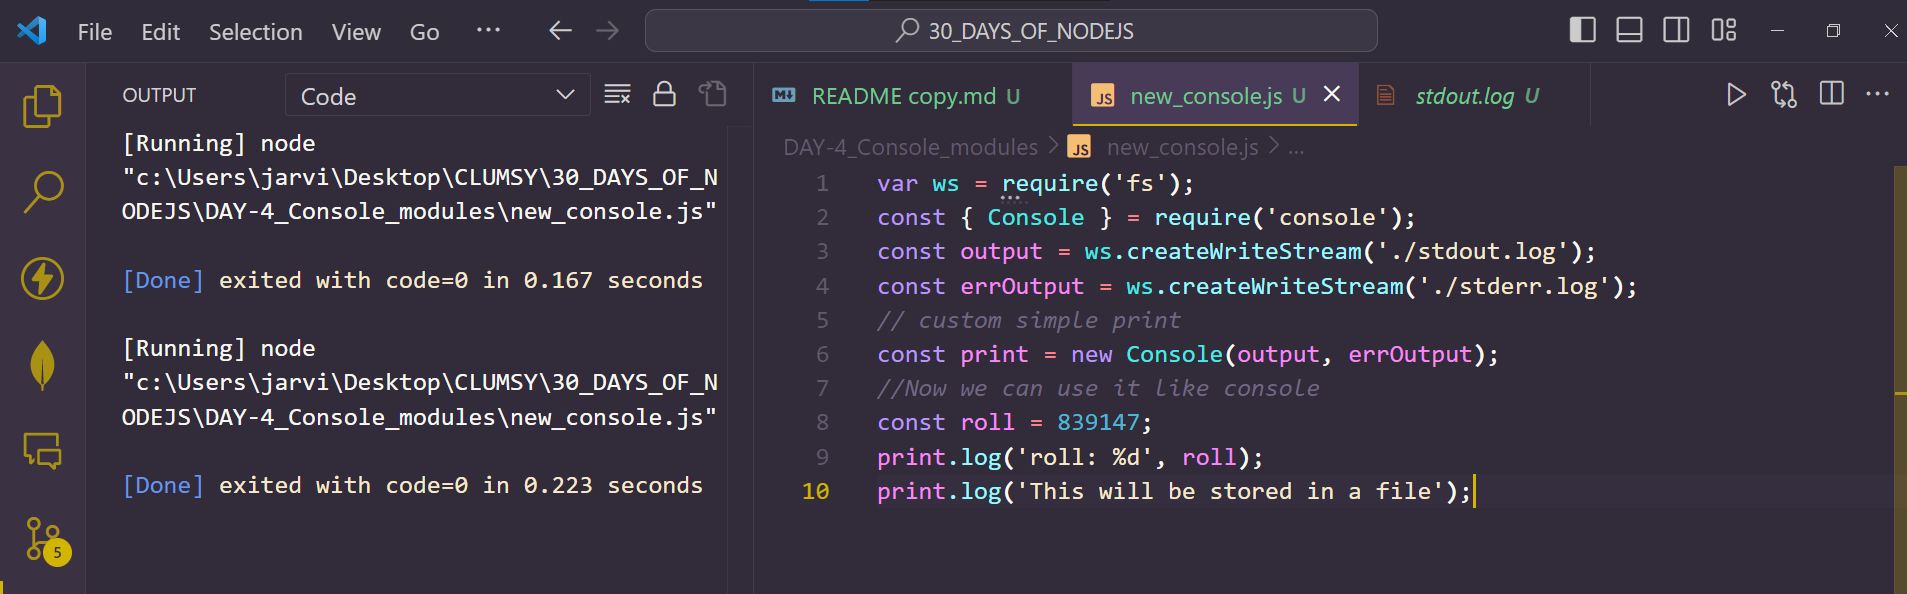 File Edit Selection View Go ··· 30_DAYS_OF_NODEJS
OUTPUT Code
[Running] node
"c:\Users\jarvi\Desktop\CLUMSY\30_DAYS_OF_N
ODEJS\DAY-4_Console_modules\new_console.js"
[Done] exited with code=0 in 0.167 seconds
[Running] node
"c:\Users\jarvi\Desktop\CLUMSY\30_DAYS_OF_N
ODEJS\DAY-4_Console_modules\new_console.js"
[Done] exited with code=0 in 0.223 seconds
5
README copy.md U JS new_console.js U stdout.log U
DAY-4_Console_modules > JS new_console.js > ...
1 var ws = require('fs');
2 const { Console } = require('console');
3 const output = ws.createWriteStream('./stdout.log');
4 const errOutput = ws.createWriteStream('./stderr.log');
5 // custom simple print
6 const print = new Console(output, errOutput);
7 //Now we can use it like console
8 const roll = 839147;
9 print.log('roll: %d', roll);
10 print.log('This will be stored in a file');